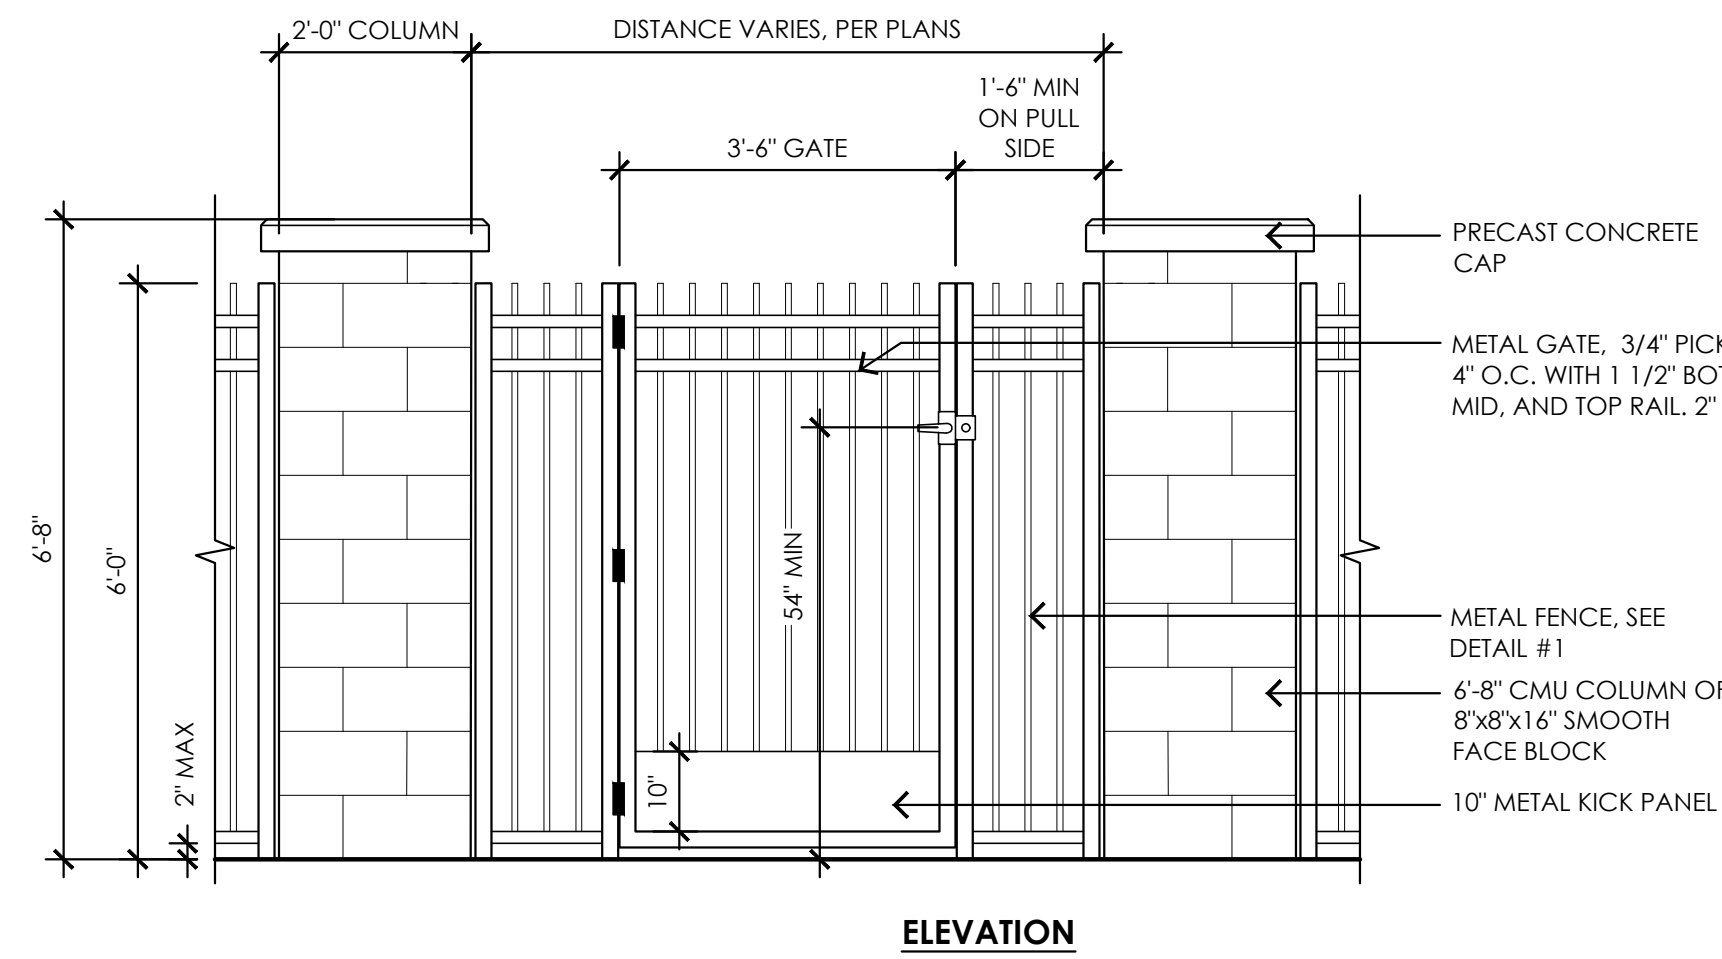 2'-0" COLUMN
DISTANCE VARIES, PER PLANS
1'-6" MIN
ON PULL
SIDE
3'-6" GATE
PRECAST CONCRETE
CAP
METAL GATE, 3/4"
4" O.C. WITH 1 1/2"
MID, AND TOP RAIL. 2"
6'-8"
6'-0"
54" MIN
METAL FENCE, SEE
DETAIL #1
6'-8" CMU COLUMN OF
8"x8"x16" SMOOTH
FACE BLOCK
2" MAX
10"
10" METAL KICK PANEL
ELEVATION